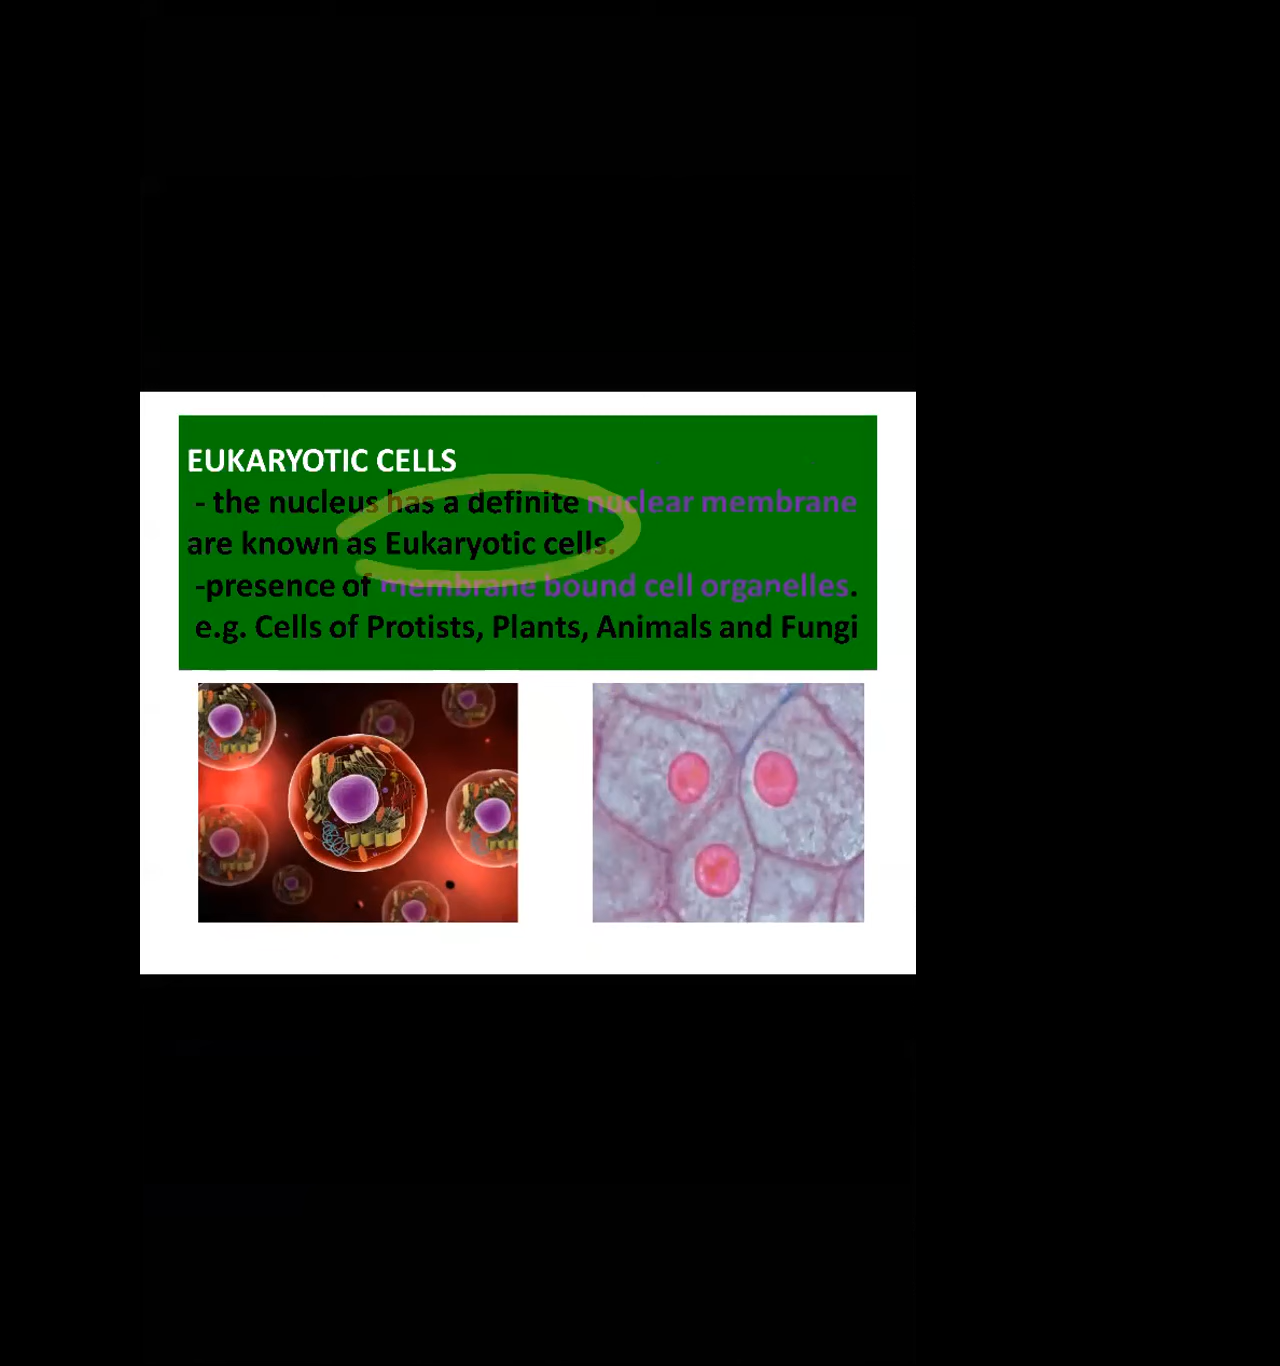 EUKARYOTIC CELLS
- the nucleus has a definite nuclear membrane
are known as Eukaryotic cells.
-presence of membrane bound cell organelles.
e.g. Cells of Protists, Plants, Animals and Fungi